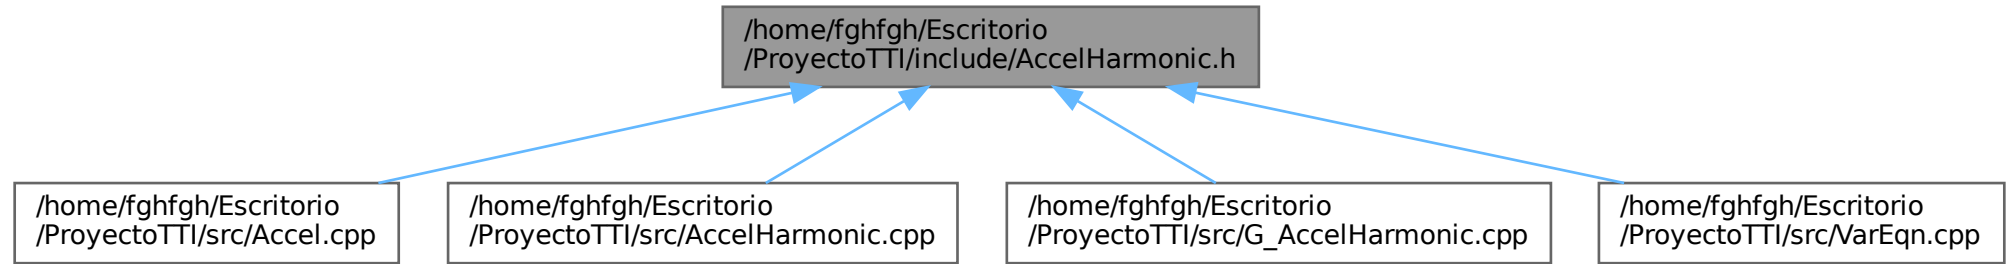 /home/fghfgh/Escritorio
/ProyectoTTI/include/AccelHarmonic.h
/home/fghfgh/Escritorio
/ProyectoTTI/src/Accel.cpp
/home/fghfgh/Escritorio
/ProyectoTTI/src/AccelHarmonic.cpp
/home/fghfgh/Escritorio
/ProyectoTTI/src/G_AccelHarmonic.cpp
/home/fghfgh/Escritorio
/ProyectoTTI/src/VarEqn.cpp